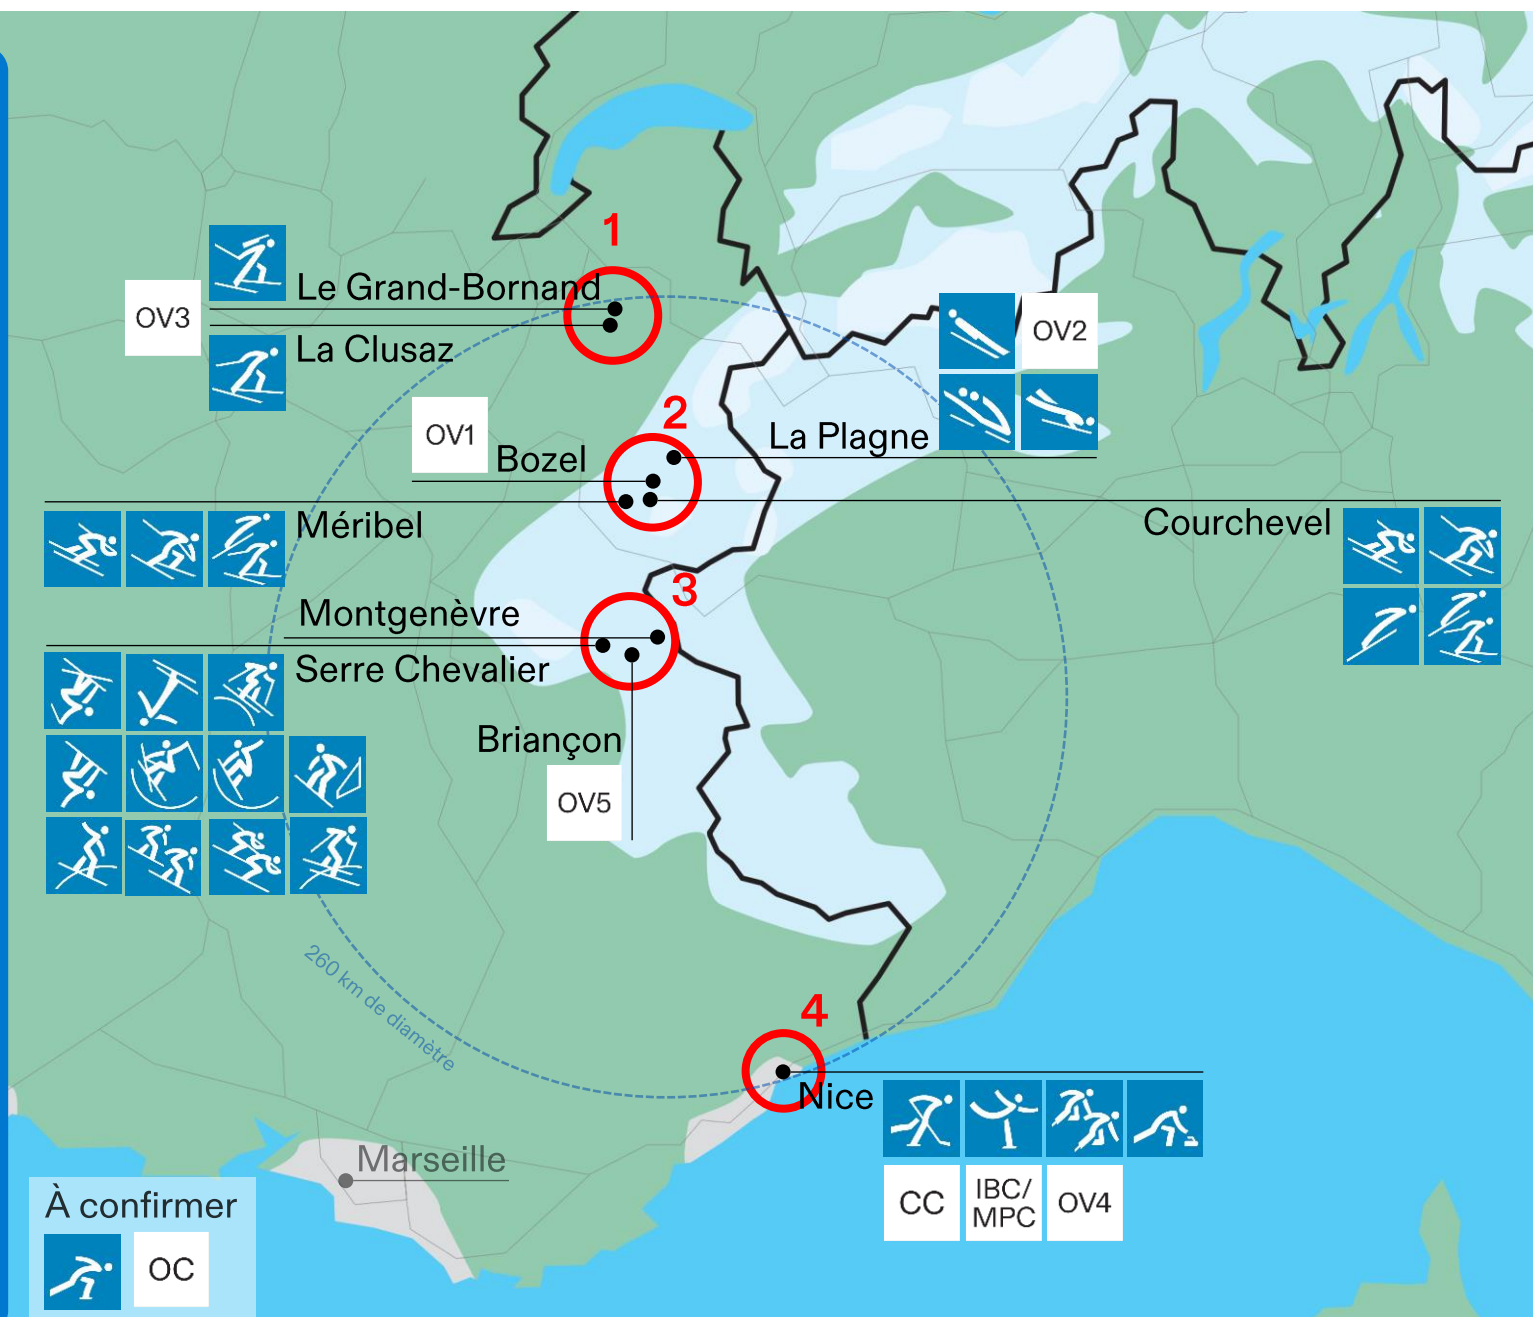 1
Le Grand-Bornand
OV3
La Clusaz
OV2
2
OV1
La Plagne
Bozel
Méribel
Courchevel
3
Montgenèvre
Serre Chevalier
Briançon
OV5
260 km de diamètre
4
Nice
Marseille
CC
IBC/
MPC
OV4
À confirmer
OC